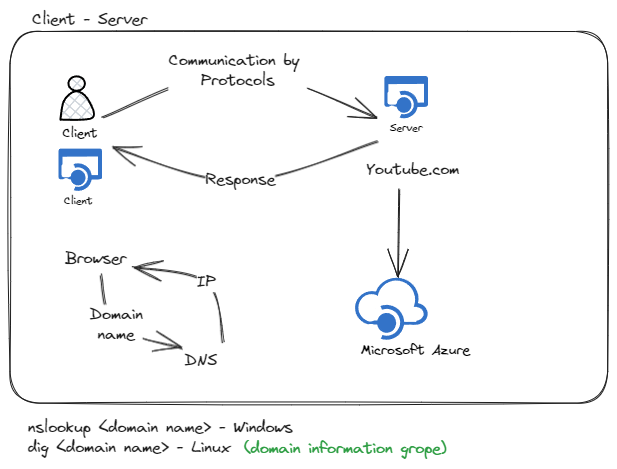 Client - Server
Communication by
Protocols
Client
Server
Client
Response
Youtube.com
Browser
IP
Domain
name
DNS
Microsoft Azure
nslookup <domain name> - Windows
dig <domain name> - Linux (domain information grope)